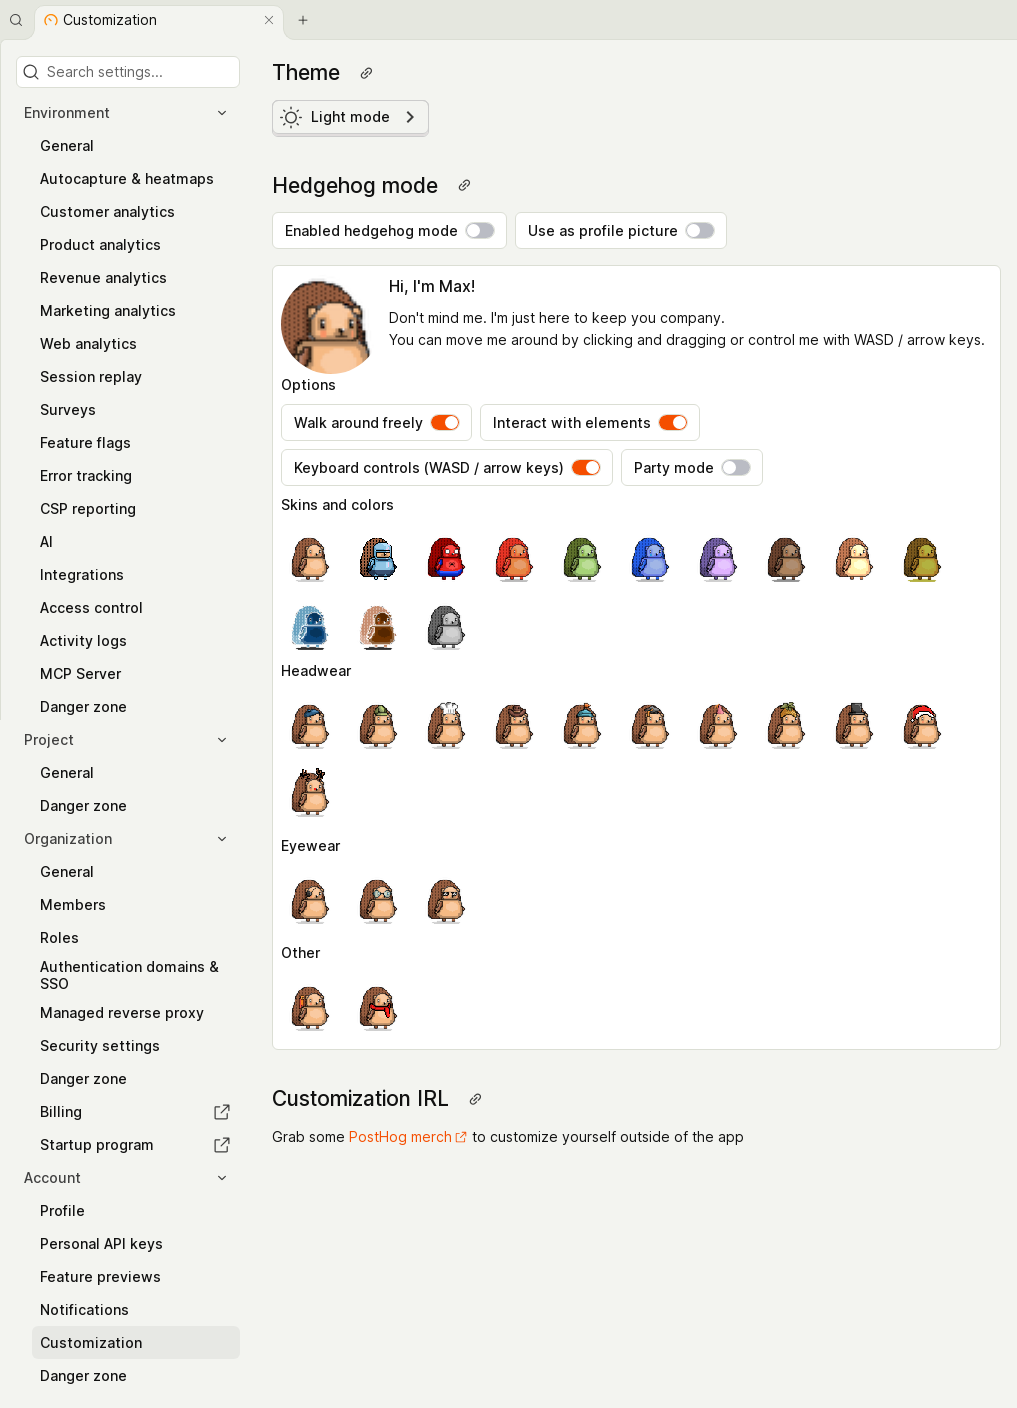 Customization
Search settings...
Environment
General
Autocapture & heatmaps
Customer analytics
Product analytics
Revenue analytics
Marketing analytics
Web analytics
Session replay
Surveys
Feature flags
Error tracking
CSP reporting
AI
Integrations
Access control
Activity logs
MCP Server
Danger zone
Project
General
Danger zone
Organization
General
Members
Roles
Authentication domains &
SSO
Managed reverse proxy
Security settings
Danger zone
Billing
Startup program
Account
Profile
Personal API keys
Feature previews
Notifications
Customization
Danger zone
Theme
Light mode
Hedgehog mode
Enabled hedgehog mode
Use as profile picture
Hi, I'm Max!
Don't mind me. I'm just here to keep you company.
You can move me around by clicking and dragging or control me with WASD / arrow keys.
Options
Walk around freely
Interact with elements
Keyboard controls (WASD / arrow keys)
Party mode
Skins and colors
Headwear
Eyewear
Other
Customization IRL
Grab some PostHog merch to customize yourself outside of the app